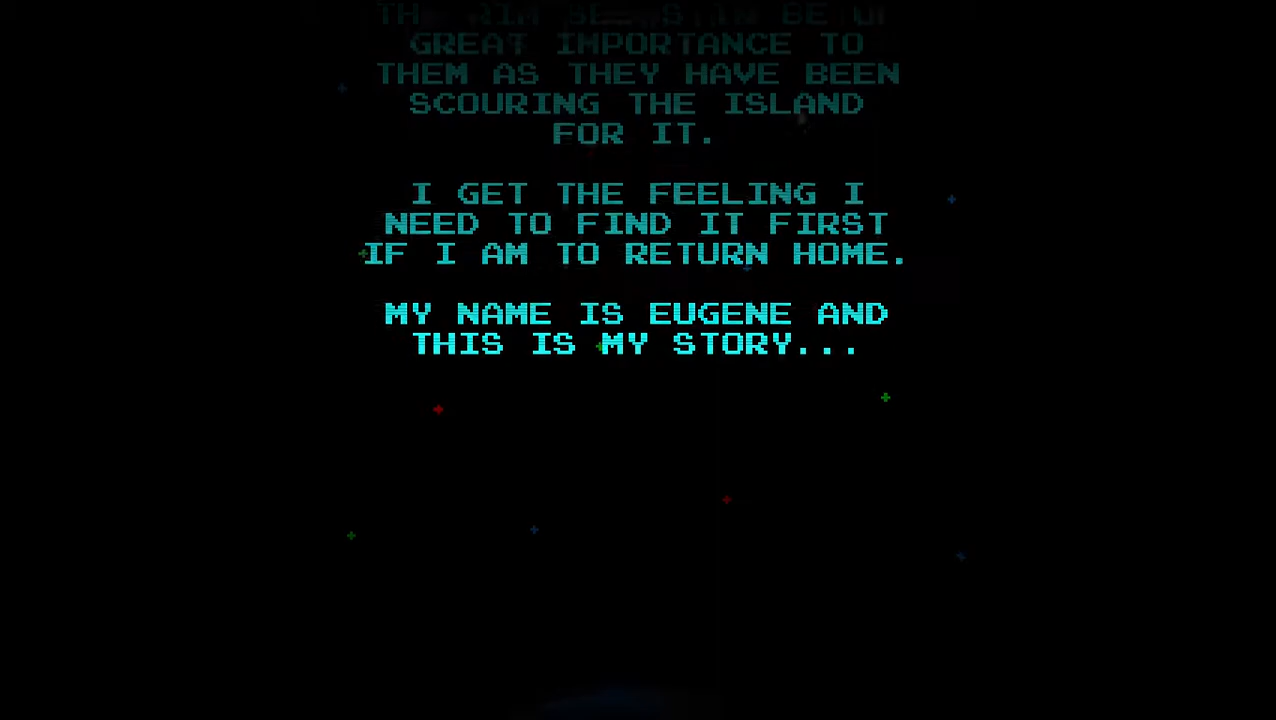 GREAT IMPORTANCE TO
THEM AS THEY HAVE BEEN
SCOURING THE ISLAND
FOR IT.
I GET THE FEELING I
NEED TO FIND IT FIRST
IF I AM TO RETURN HOME.
MY NAME IS EUGENE AND
THIS IS MY STORY...